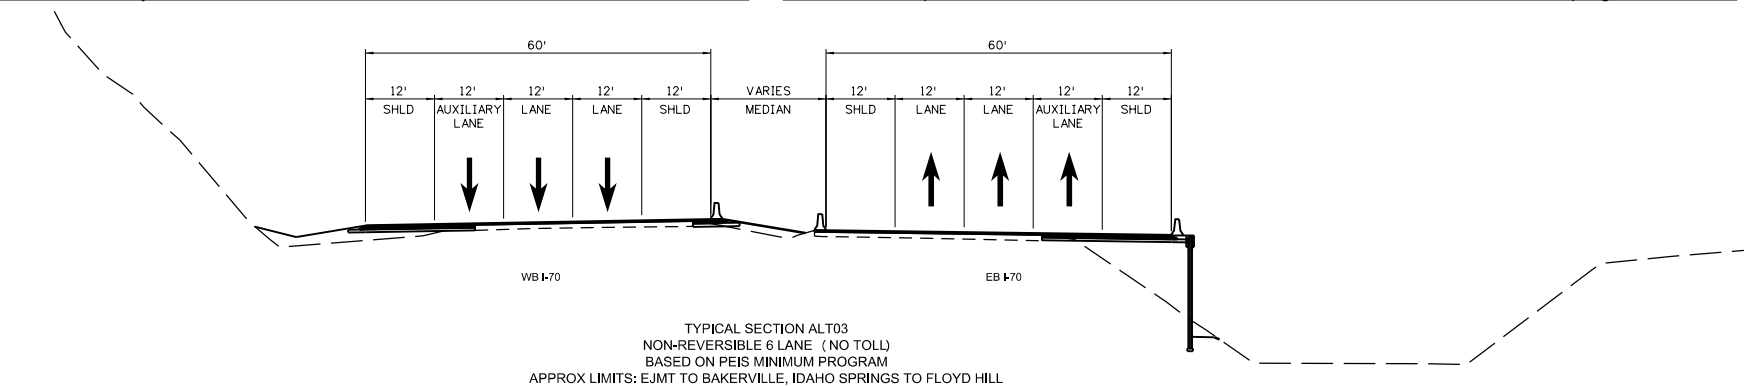 60' 60'
12' 12' 12' 12' 12' VARIES 12' 12' 12' 12' 12'
SHLD AUXILIARY LANE LANE SHLD MEDIAN SHLD LANE LANE AUXILIARY SHLD
LANE LANE
WB I-70 EB I-70
TYPICAL SECTION ALT03
NON-REVERSIBLE 6 LANE (NO TOLL)
BASED ON PEIS MINIMUM PROGRAM
APPROX LIMITS: EJMT TO BAKERVILLE, IDAHO SPRINGS TO FLOYD HILL